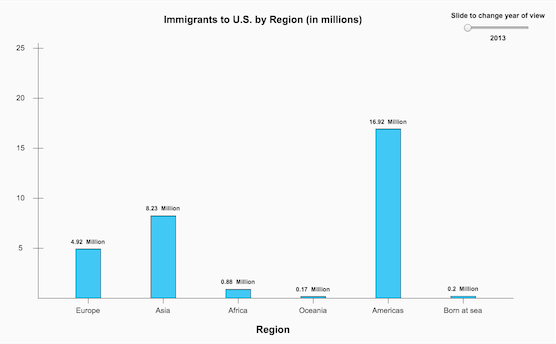 Immigrants to U.S. by Region (in millions)
Slide to change year of view
2013
25
20
15
10
5
4.92 Million
8.23 Million
0.88 Million
0.17 Million
16.92 Million
0.2 Million
Europe
Asia
Africa
Oceania
Americas
Born at sea
Region